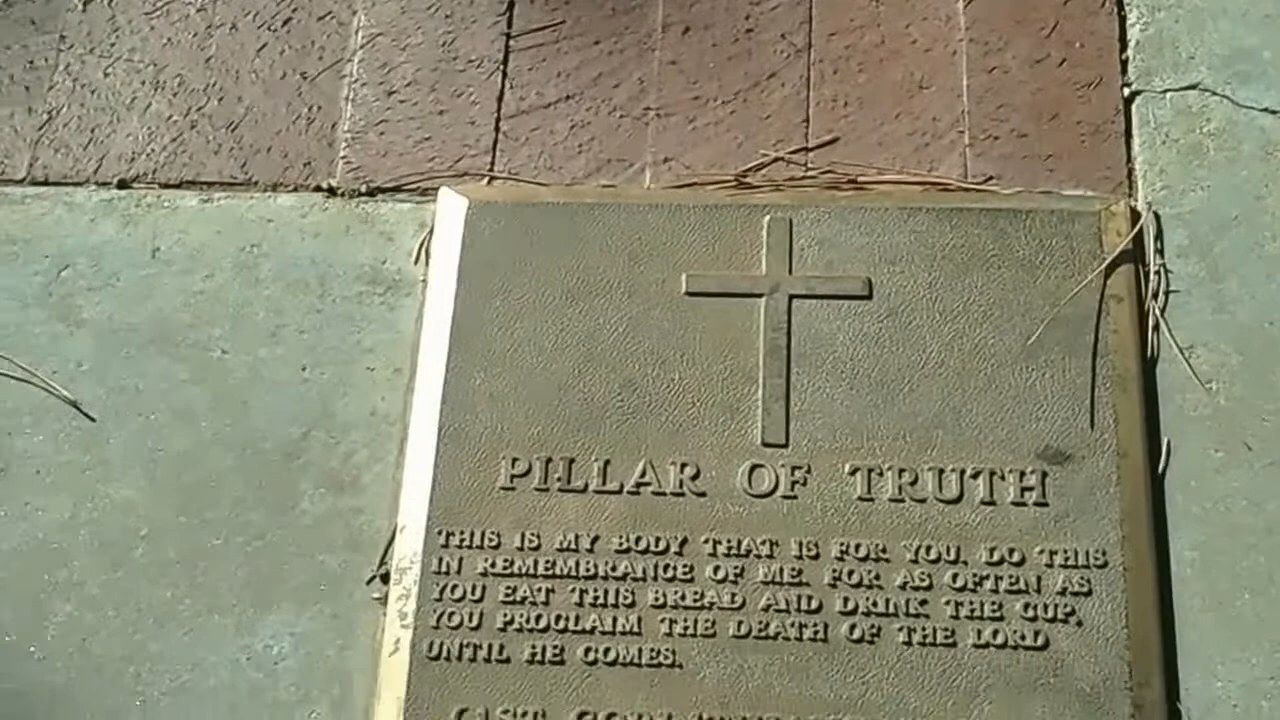 PILLAR OF TRUTH
THIS IS MY BODY THAT IS FOR YOU. DO THIS
IN REMEMBRANCE OF ME. FOR AS OFTEN AS
YOU EAT THIS BREAD AND DRINK THE CUP,
YOU PROCLAIM THE DEATH OF THE LORD
UNTIL HE COMES.